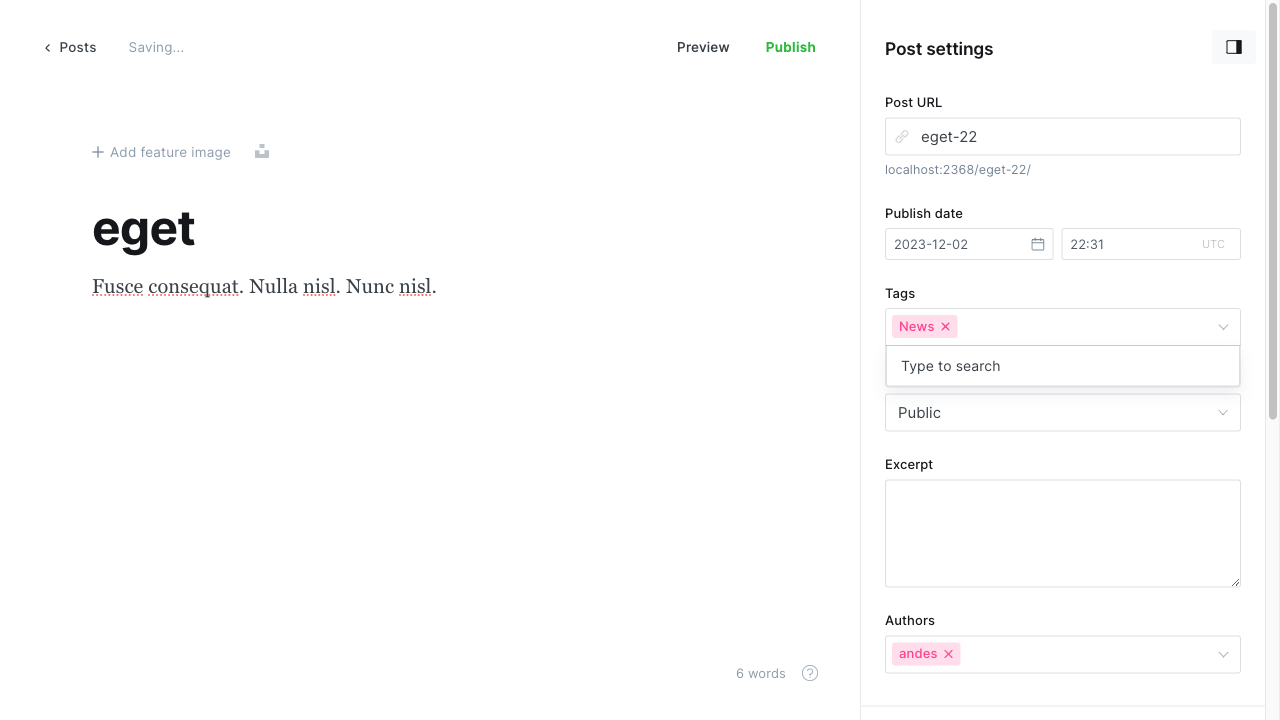 Posts
Saving...
Preview
Publish
Add feature image
eget
Fusce consequat. Nulla nisl. Nunc nisl.
6 words
?
Post settings
Post URL
eget-22
localhost:2368/eget-22/
Publish date
2023-12-02
22:31
UTC
Tags
News
Type to search
Public
Excerpt
Authors
andes